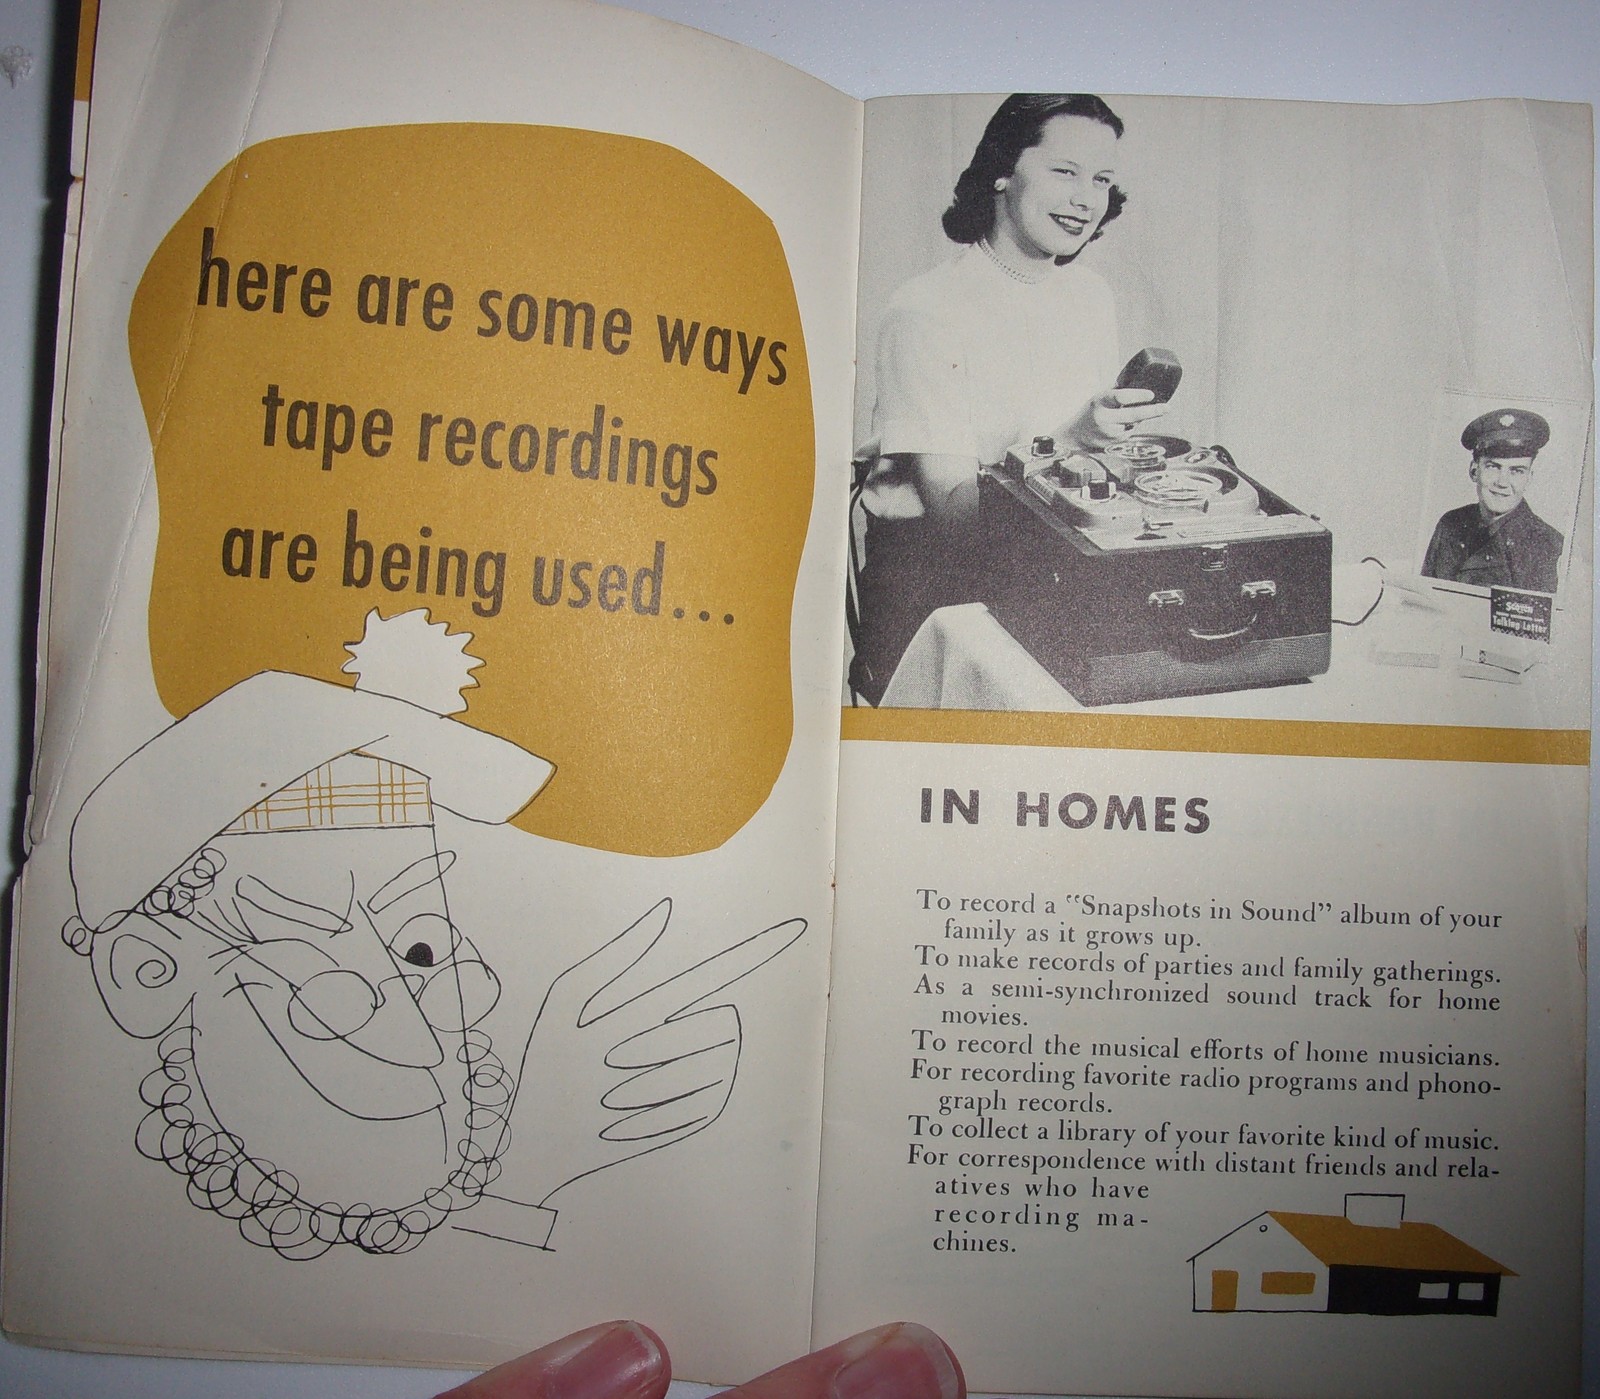 here are some ways
tape recordings
are being used...
Talking Letter
IN HOMES
To record a "Snapshots in Sound" album of your
family as it grows up.
To make records of parties and family gatherings.
As a semi-synchronized sound track for home
movies.
To record the musical efforts of home musicians.
For recording favorite radio programs and phono-
graph records.
To collect a library of your favorite kind of music.
For correspondence with distant friends and rela-
atives who have
recording ma-
chines.